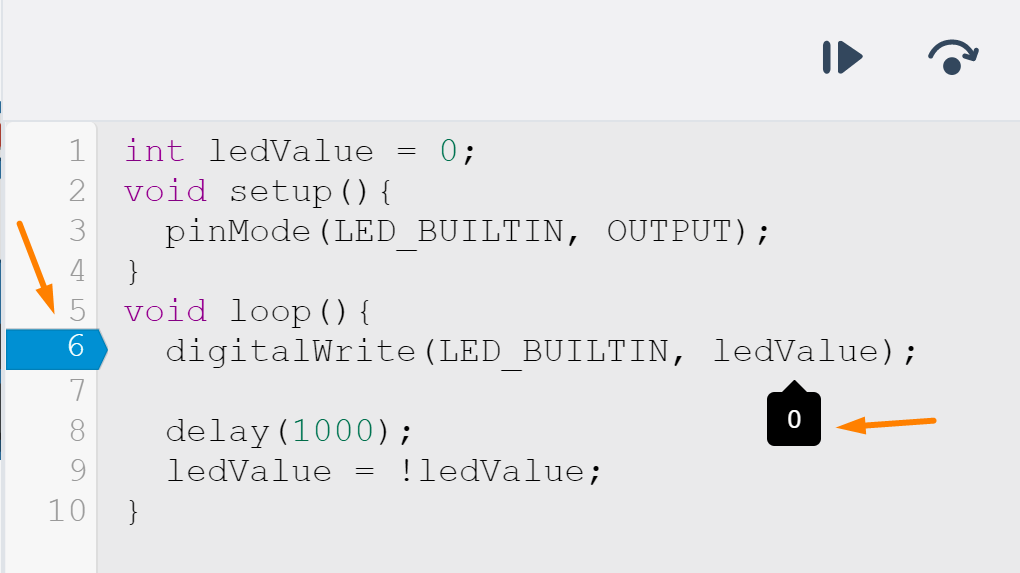 1 int ledValue = 0;
2 void setup(){
3   pinMode(LED_BUILTIN, OUTPUT);
4 }
5 void loop(){
6   digitalWrite(LED_BUILTIN, ledValue);
7
0
8   delay(1000);
9   ledValue = !ledValue;
10 }